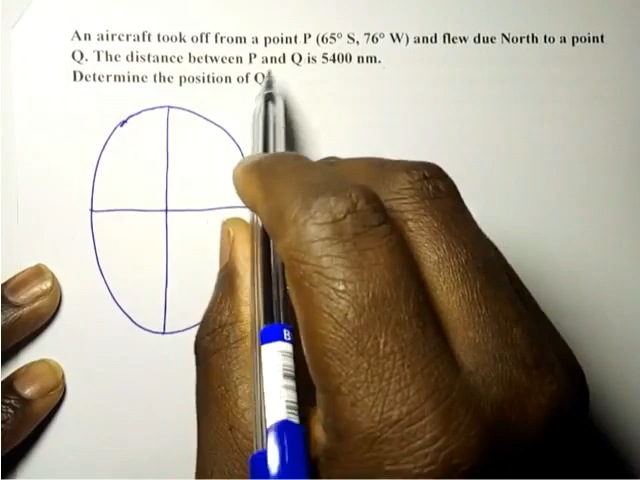 An aircraft took off from a point P (65° S, 76° W) and flew due North to a point
Q. The distance between P and Q is 5400 nm.
Determine the position of Q
B